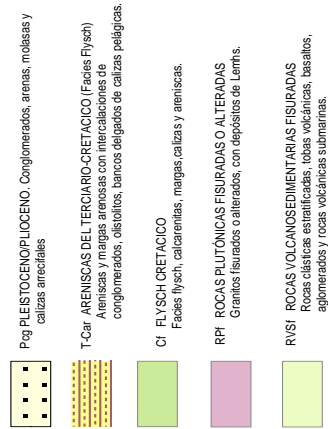 Pcg PLEISTOCENO/PLIOCENO. Conglomerados, arenas, molasas y
calizas arrecifales
T-Car ARENISCAS DEL TERCIARIO-CRETACICO (Facies Flysch)
Areniscas y margas arenosas con intercalaciones de
conglomerados, olistolitos, bancos delgados de calizas pelágicas.
Cf FLYSCH CRETACICO
Facies flysch, calcarenitas, margas,calizas y areniscas.
RPf ROCAS PLUTÓNICAS FISURADAS O ALTERADAS
Granitos fisurados o alterados, con depósitos de Lemhs.
RVSf ROCAS VOLCANOSEDIMENTARIAS FISURADAS
Rocas clásticas estratificadas, tobas volcánicas, basaltos,
aglomerados y rocas volcánicas submarinas.